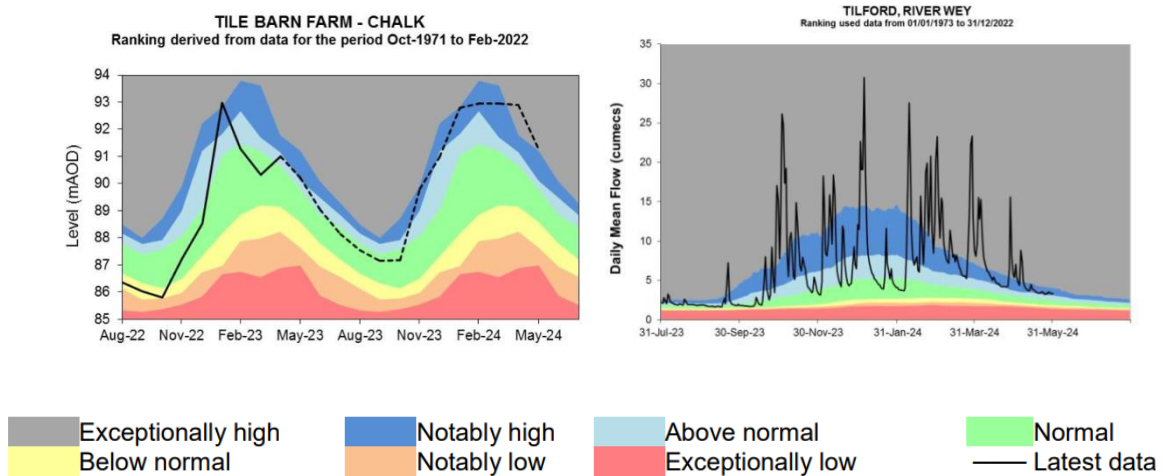 TILE BARN FARM - CHALK
Ranking derived from data for the period Oct-1971 to Feb-2022
Level (mAOD)
94
93
92
91
90
89
88
87
86
85
Aug-22 Nov-22 Feb-23 May-23 Aug-23 Nov-23 Feb-24 May-24
TILFORD, RIVER WEY
Ranking used data from 01/01/1973 to 31/12/2022
Daily Mean Flow (cumecs)
35
30
25
20
15
10
5
0
31-Jul-23 30-Sep-23 30-Nov-23 31-Jan-24 31-Mar-24 31-May-24
Exceptionally high Notably high Above normal Normal
Below normal Notably low Exceptionally low Latest data